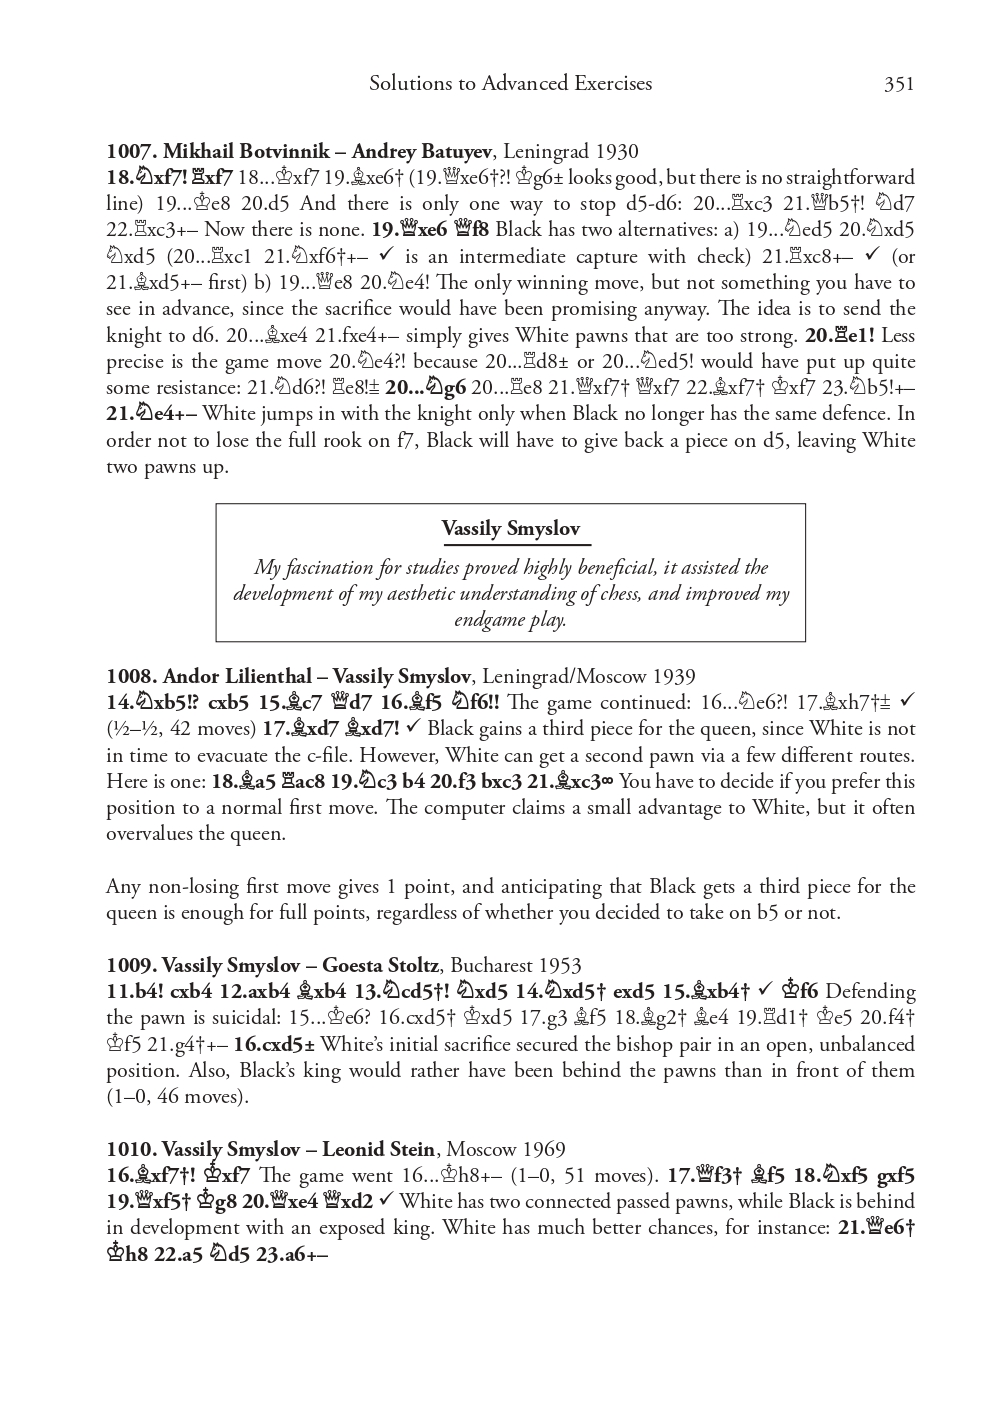 Solutions to Advanced Exercises 351
1007. Mikhail Botvinnik – Andrey Batuyev, Leningrad 1930
18.♘xf7! ♖xf7 18...♔xf7 19.♗xe6† (19.♕xe6†?! ♔g6± looks good, but there is no straightforward
line) 19...♔e8 20.d5 And there is only one way to stop d5-d6: 20...♖xc3 21.♕b5†! ♘d7
22.♖xc3+– Now there is none. 19.♕xe6 ♕f8 Black has two alternatives: a) 19...♘ed5 20.♘xd5
♘xd5 (20...♖xc1 21.♘xf6†+– ✓ is an intermediate capture with check) 21.♖xc8+– ✓ (or
21.♗xd5+– first) b) 19...♕e8 20.♘e4! The only winning move, but not something you have to
see in advance, since the sacrifice would have been promising anyway. The idea is to send the
knight to d6. 20...♗xe4 21.fxe4+– simply gives White pawns that are too strong. 20.♖e1! Less
precise is the game move 20.♘e4?! because 20...♖d8± or 20...♘ed5! would have put up quite
some resistance: 21.♘d6?! ♖e8!⩲ 20...♘g6 20...♖e8 21.♕xf7† ♕xf7 22.♗xf7† ♔xf7 23.♘b5!+–
21.♘e4+– White jumps in with the knight only when Black no longer has the same defence. In
order not to lose the full rook on f7, Black will have to give back a piece on d5, leaving White
two pawns up.
Vassily Smyslov
My fascination for studies proved highly beneficial, it assisted the
development of my aesthetic understanding of chess, and improved my
endgame play.
1008. Andor Lilienthal – Vassily Smyslov, Leningrad/Moscow 1939
14.♘xb5!? cxb5 15.♗c7 ♕d7 16.♗f5 ♘f6!! The game continued: 16...♘e6?! 17.♗xh7†⩲ ✓
(½–½, 42 moves) 17.♗xd7 ♗xd7! ✓ Black gains a third piece for the queen, since White is not
in time to evacuate the c-file. However, White can get a second pawn via a few different routes.
Here is one: 18.♗a5 ♖ac8 19.♘c3 b4 20.f3 bxc3 21.♗xc3∞ You have to decide if you prefer this
position to a normal first move. The computer claims a small advantage to White, but it often
overvalues the queen.
Any non-losing first move gives 1 point, and anticipating that Black gets a third piece for the
queen is enough for full points, regardless of whether you decided to take on b5 or not.
1009. Vassily Smyslov – Goesta Stoltz, Bucharest 1953
11.b4! cxb4 12.axb4 ♗xb4 13.♘cd5†! ♘xd5 14.♘xd5† exd5 15.♗xb4† ✓ ♔f6 Defending
the pawn is suicidal: 15...♔e6? 16.cxd5† ♔xd5 17.g3 ♗f5 18.♗g2† ♗e4 19.♖d1† ♔e5 20.f4†
♔f5 21.g4†+– 16.cxd5± White’s initial sacrifice secured the bishop pair in an open, unbalanced
position. Also, Black’s king would rather have been behind the pawns than in front of them
(1–0, 46 moves).
1010. Vassily Smyslov – Leonid Stein, Moscow 1969
16.♗xf7†! ♔xf7 The game went 16...♔h8+– (1–0, 51 moves). 17.♕f3† ♗f5 18.♘xf5 gxf5
19.♕xf5† ♔g8 20.♕xe4 ♕xd2 ✓ White has two connected passed pawns, while Black is behind
in development with an exposed king. White has much better chances, for instance: 21.♕e6†
♔h8 22.a5 ♘d5 23.a6+–